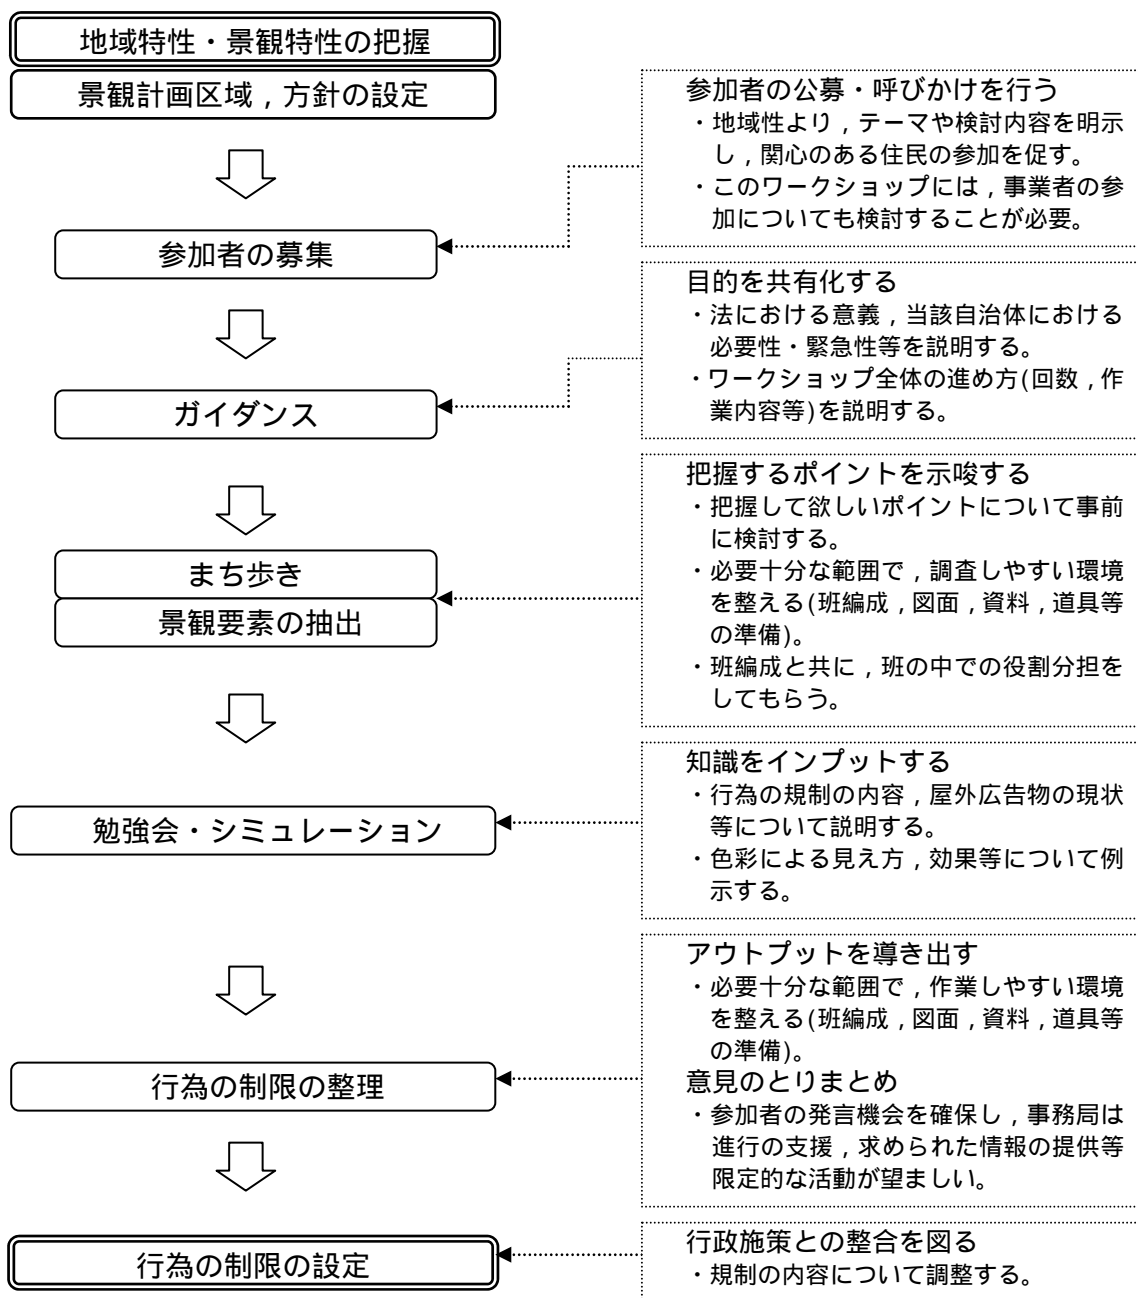 地域特性・景観特性の把握
景観計画区域，方針の設定
参加者の公募・呼びかけを行う
・地域性より，テーマや検討内容を明示
し，関心のある住民の参加を促す。
・このワークショップには，事業者の参
加についても検討することが必要。
参加者の募集
目的を共有化する
・法における意義，当該自治体における
必要性・緊急性等を説明する。
・ワークショップ全体の進め方(回数，作
業内容等)を説明する。
ガイダンス
把握するポイントを示唆する
・把握して欲しいポイントについて事前
に検討する。
・必要十分な範囲で，調査しやすい環境
を整える(班編成，図面，資料，道具等
の準備)。
・班編成と共に，班の中での役割分担を
してもらう。
まち歩き
景観要素の抽出
知識をインプットする
・行為の規制の内容，屋外広告物の現状
等について説明する。
・色彩による見え方，効果等について例
示する。
勉強会・シミュレーション
アウトプットを導き出す
・必要十分な範囲で，作業しやすい環境
を整える(班編成，図面，資料，道具等
の準備)。
意見のとりまとめ
・参加者の発言機会を確保し，事務局は
進行の支援，求められた情報の提供等
限定的な活動が望ましい。
行為の制限の整理
行政施策との整合を図る
・規制の内容について調整する。
行為の制限の設定